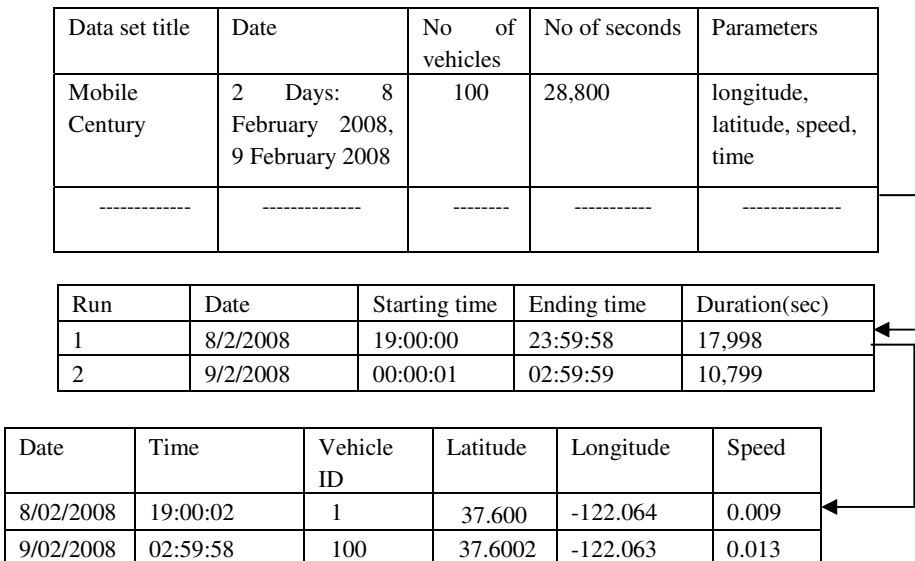 Data set title Date No of No of seconds Parameters
vehicles
Mobile 2 Days: 8 100 28,800 longitude,
Century February 2008, latitude, speed,
9 February 2008 time
------------- -------------- -------- ----------- --------------
Run Date Starting time Ending time Duration(sec)
1 8/2/2008 19:00:00 23:59:58 17,998
2 9/2/2008 00:00:01 02:59:59 10,799
Date Time Vehicle Latitude Longitude Speed
ID
8/02/2008 19:00:02 1 37.600 -122.064 0.009
9/02/2008 02:59:58 100 37.6002 -122.063 0.013